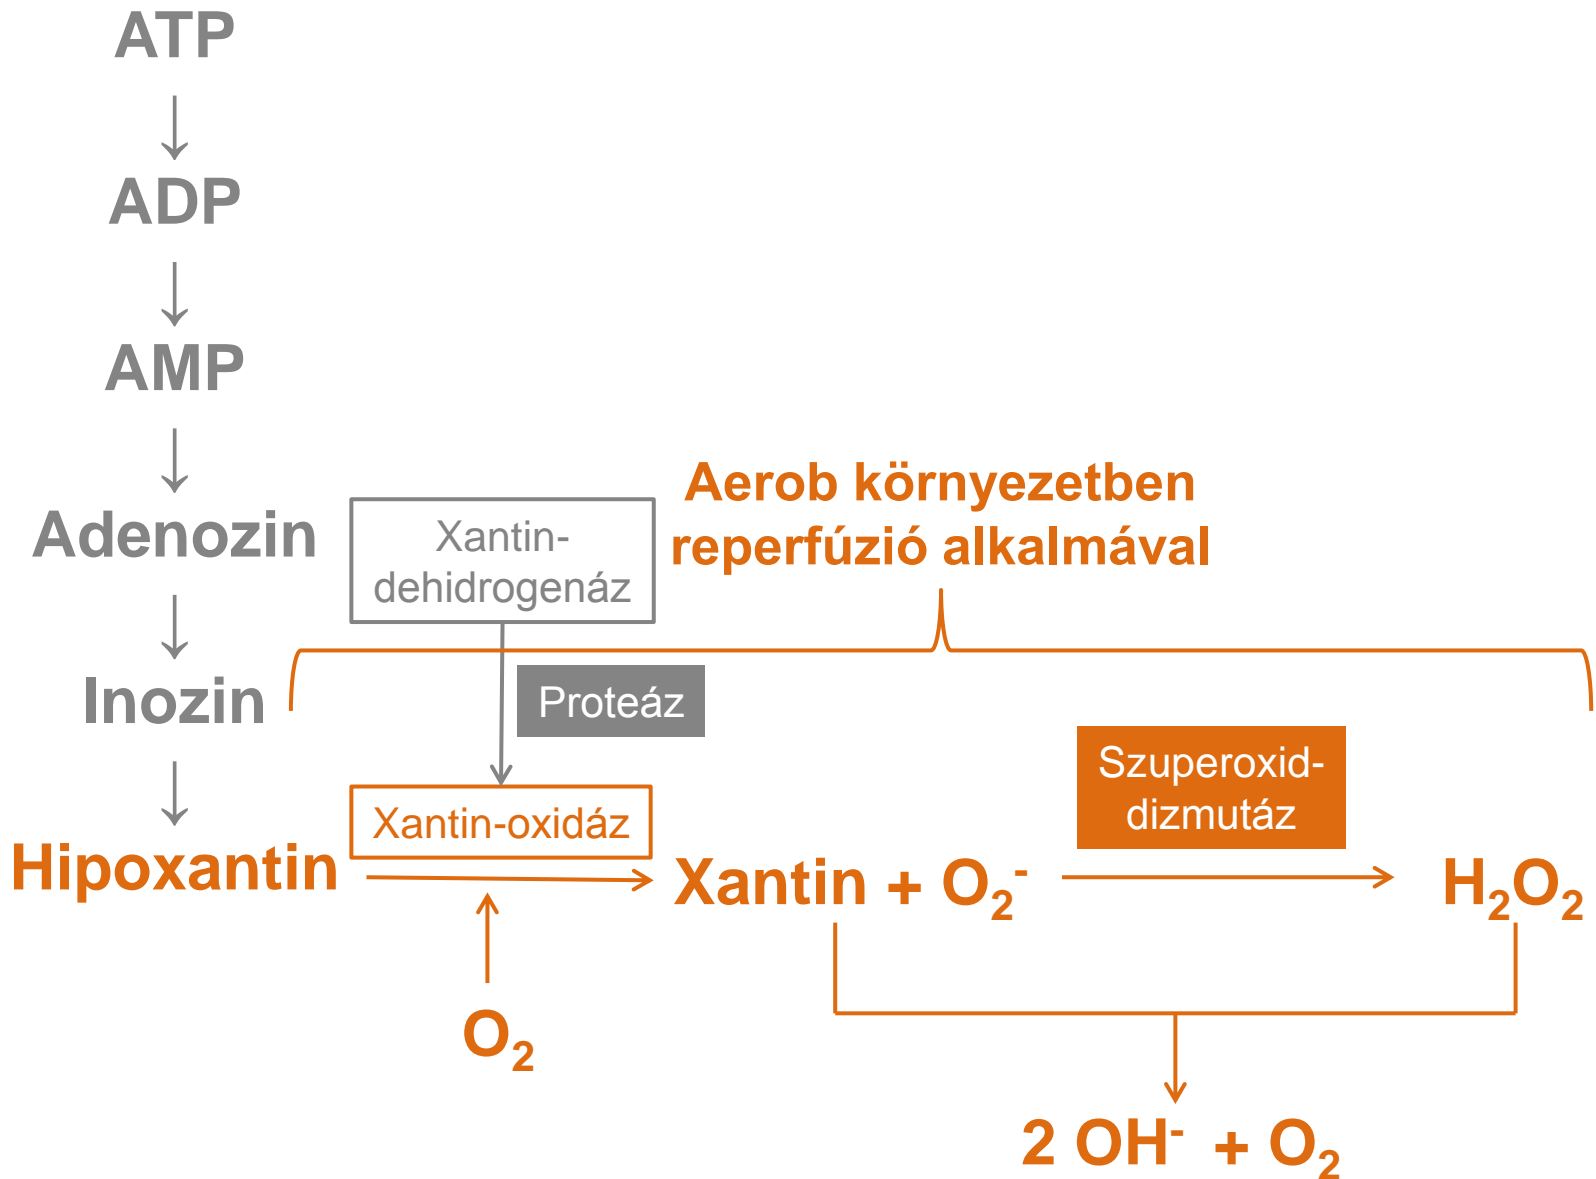 ATP
ADP
AMP
Adenozin
Inozin
Hipoxantin
Xantin-
dehidrogenáz
Proteáz
Xantin-oxidáz
O₂
Aerob környezetben
reperfúzió alkalmával
Xantin + O₂⁻
Szuperoxid-
dizmutáz
H₂O₂
2 OH⁻ + O₂